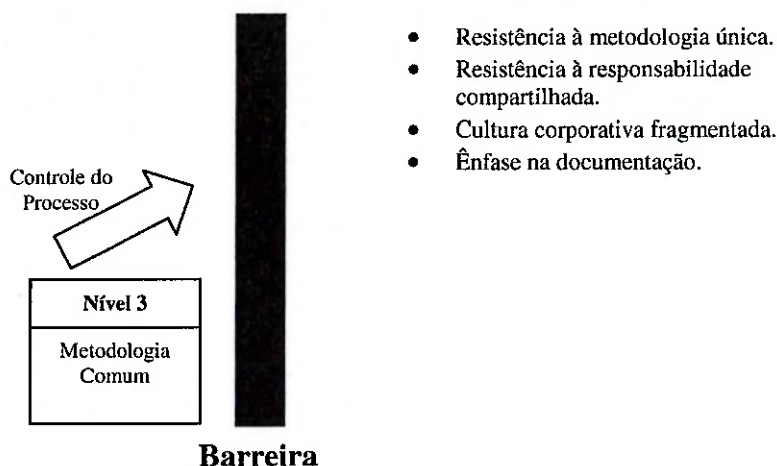 • Resistência à metodologia única.
• Resistência à responsabilidade
compartilhada.
• Cultura corporativa fragmentada.
• Ênfase na documentação.
Controle do
Processo
Nível 3
Metodologia
Comum
Barreira